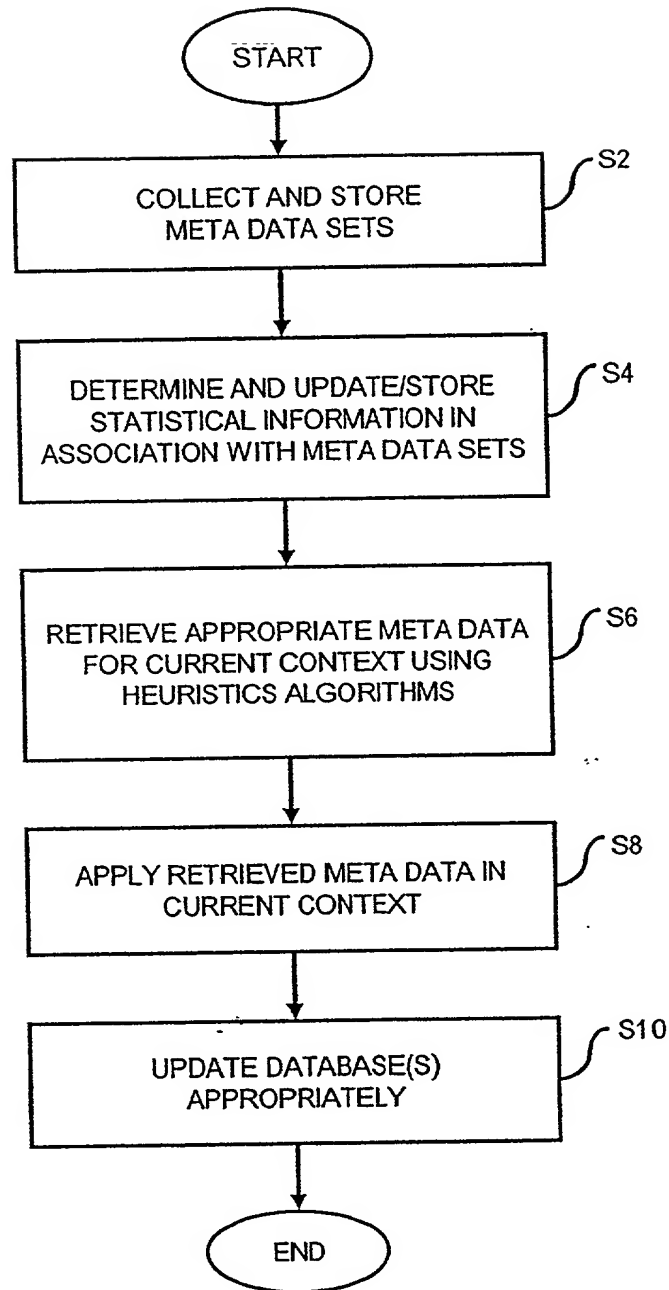 START
COLLECT AND STORE
META DATA SETS
S2
DETERMINE AND UPDATE/STORE
STATISTICAL INFORMATION IN
ASSOCIATION WITH META DATA SETS
S4
RETRIEVE APPROPRIATE META DATA
FOR CURRENT CONTEXT USING
HEURISTICS ALGORITHMS
S6
APPLY RETRIEVED META DATA IN
CURRENT CONTEXT
S8
UPDATE DATABASE(S)
APPROPRIATELY
S10
END